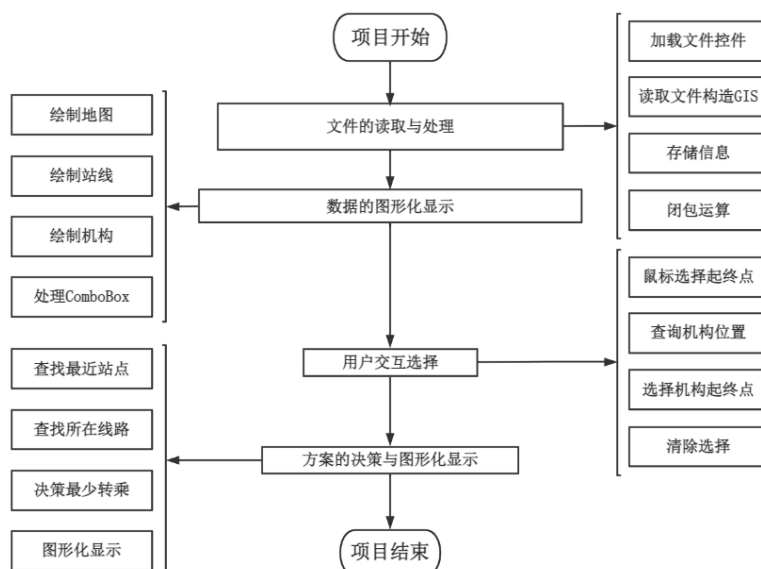 项目开始
文件的读取与处理
加载文件控件
读取文件构造GIS
存储信息
闭包运算
数据的图形化显示
绘制地图
绘制站线
绘制机构
处理ComboBox
用户交互选择
鼠标选择起终点
查询机构位置
选择机构起终点
清除选择
方案的决策与图形化显示
查找最近站点
查找所在线路
决策最少转乘
图形化显示
项目结束